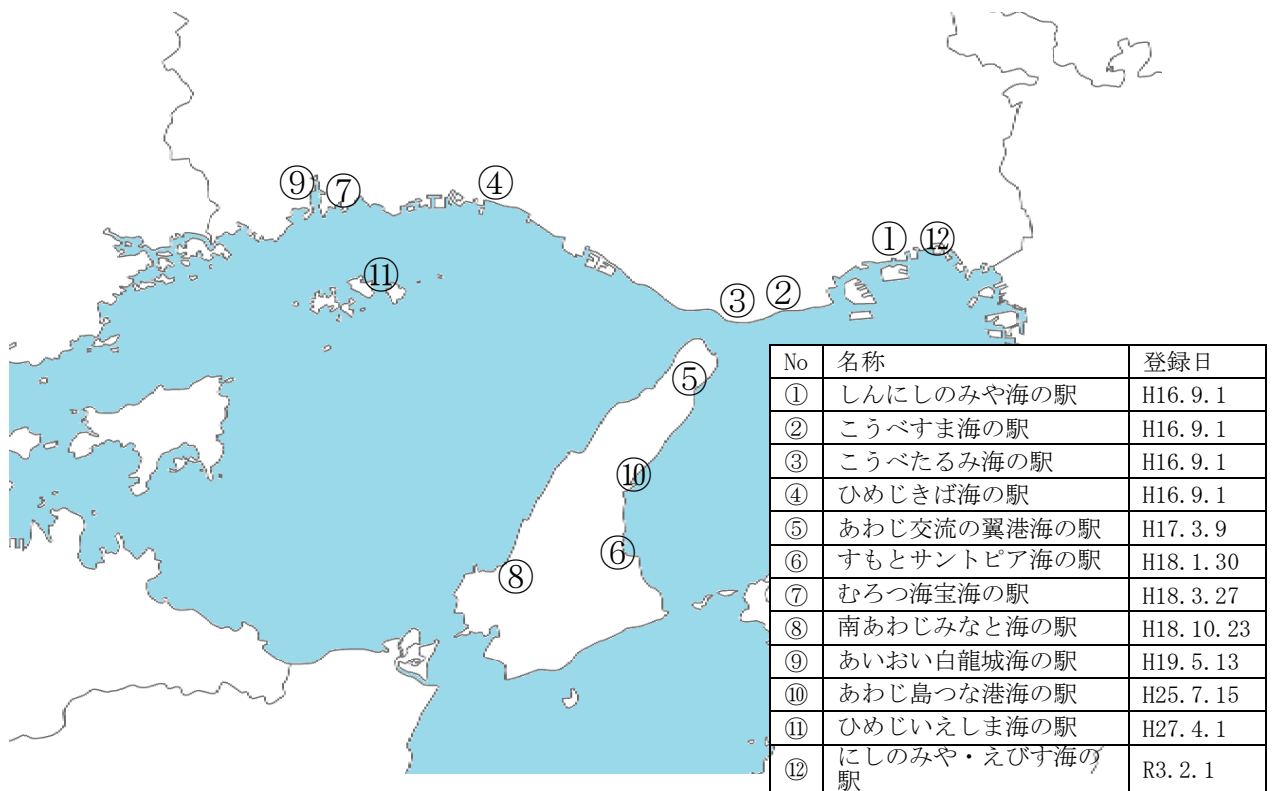 ⑨
⑦
④
①
⑫
⑪
③
②
⑤
⑩
⑥
⑧
No 名称 登録日
① しんにしのみや海の駅 H16.9.1
② こうべすま海の駅 H16.9.1
③ こうべたるみ海の駅 H16.9.1
④ ひめじきば海の駅 H16.9.1
⑤ あわじ交流の翼港海の駅 H17.3.9
⑥ すもとサントピア海の駅 H18.1.30
⑦ むろつ海宝海の駅 H18.3.27
⑧ 南あわじみなと海の駅 H18.10.23
⑨ あいおい白龍城海の駅 H19.5.13
⑩ あわじ島つな港海の駅 H25.7.15
⑪ ひめじいえしま海の駅 H27.4.1
⑫ にしのみや・えびす海の
駅 R3.2.1